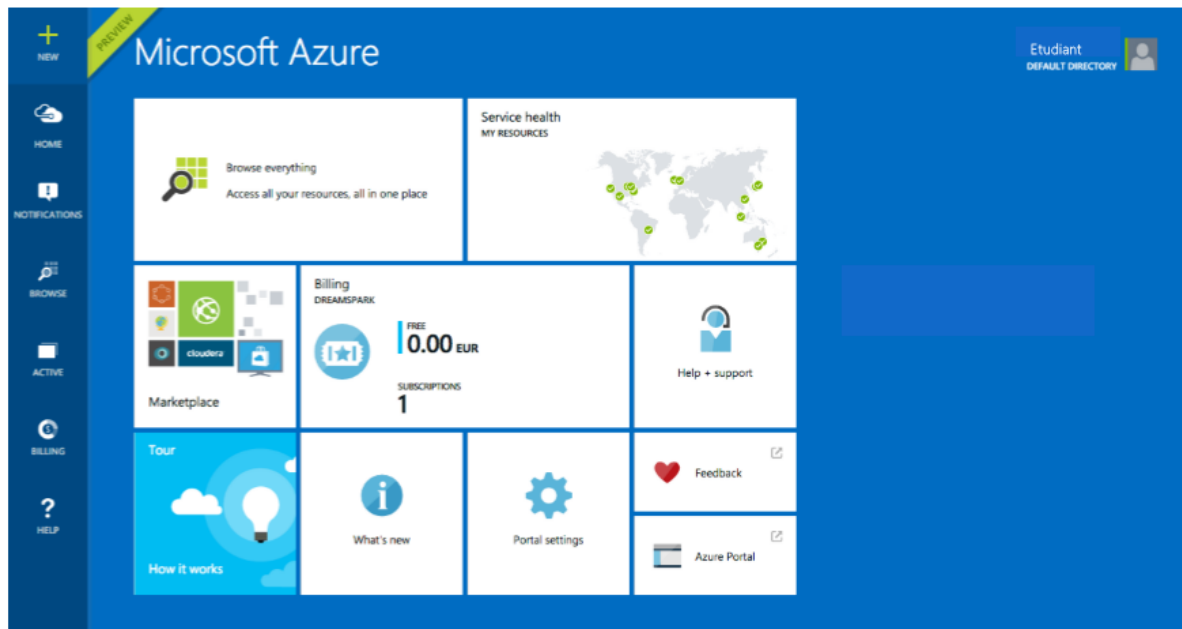 NEW
PREVIEW
Microsoft Azure
Etudiant
DEFAULT DIRECTORY
HOME
NOTIFICATIONS
BROWSE
ACTIVE
BILLING
HELP
Browse everything
Access all your resources, all in one place
Service health
MY RESOURCES
cloudera
Marketplace
Billing
DREAMSPARK
FREE
0.00 EUR
SUBSCRIPTIONS
1
Help + support
Tour
How it works
What's new
Portal settings
Feedback
Azure Portal